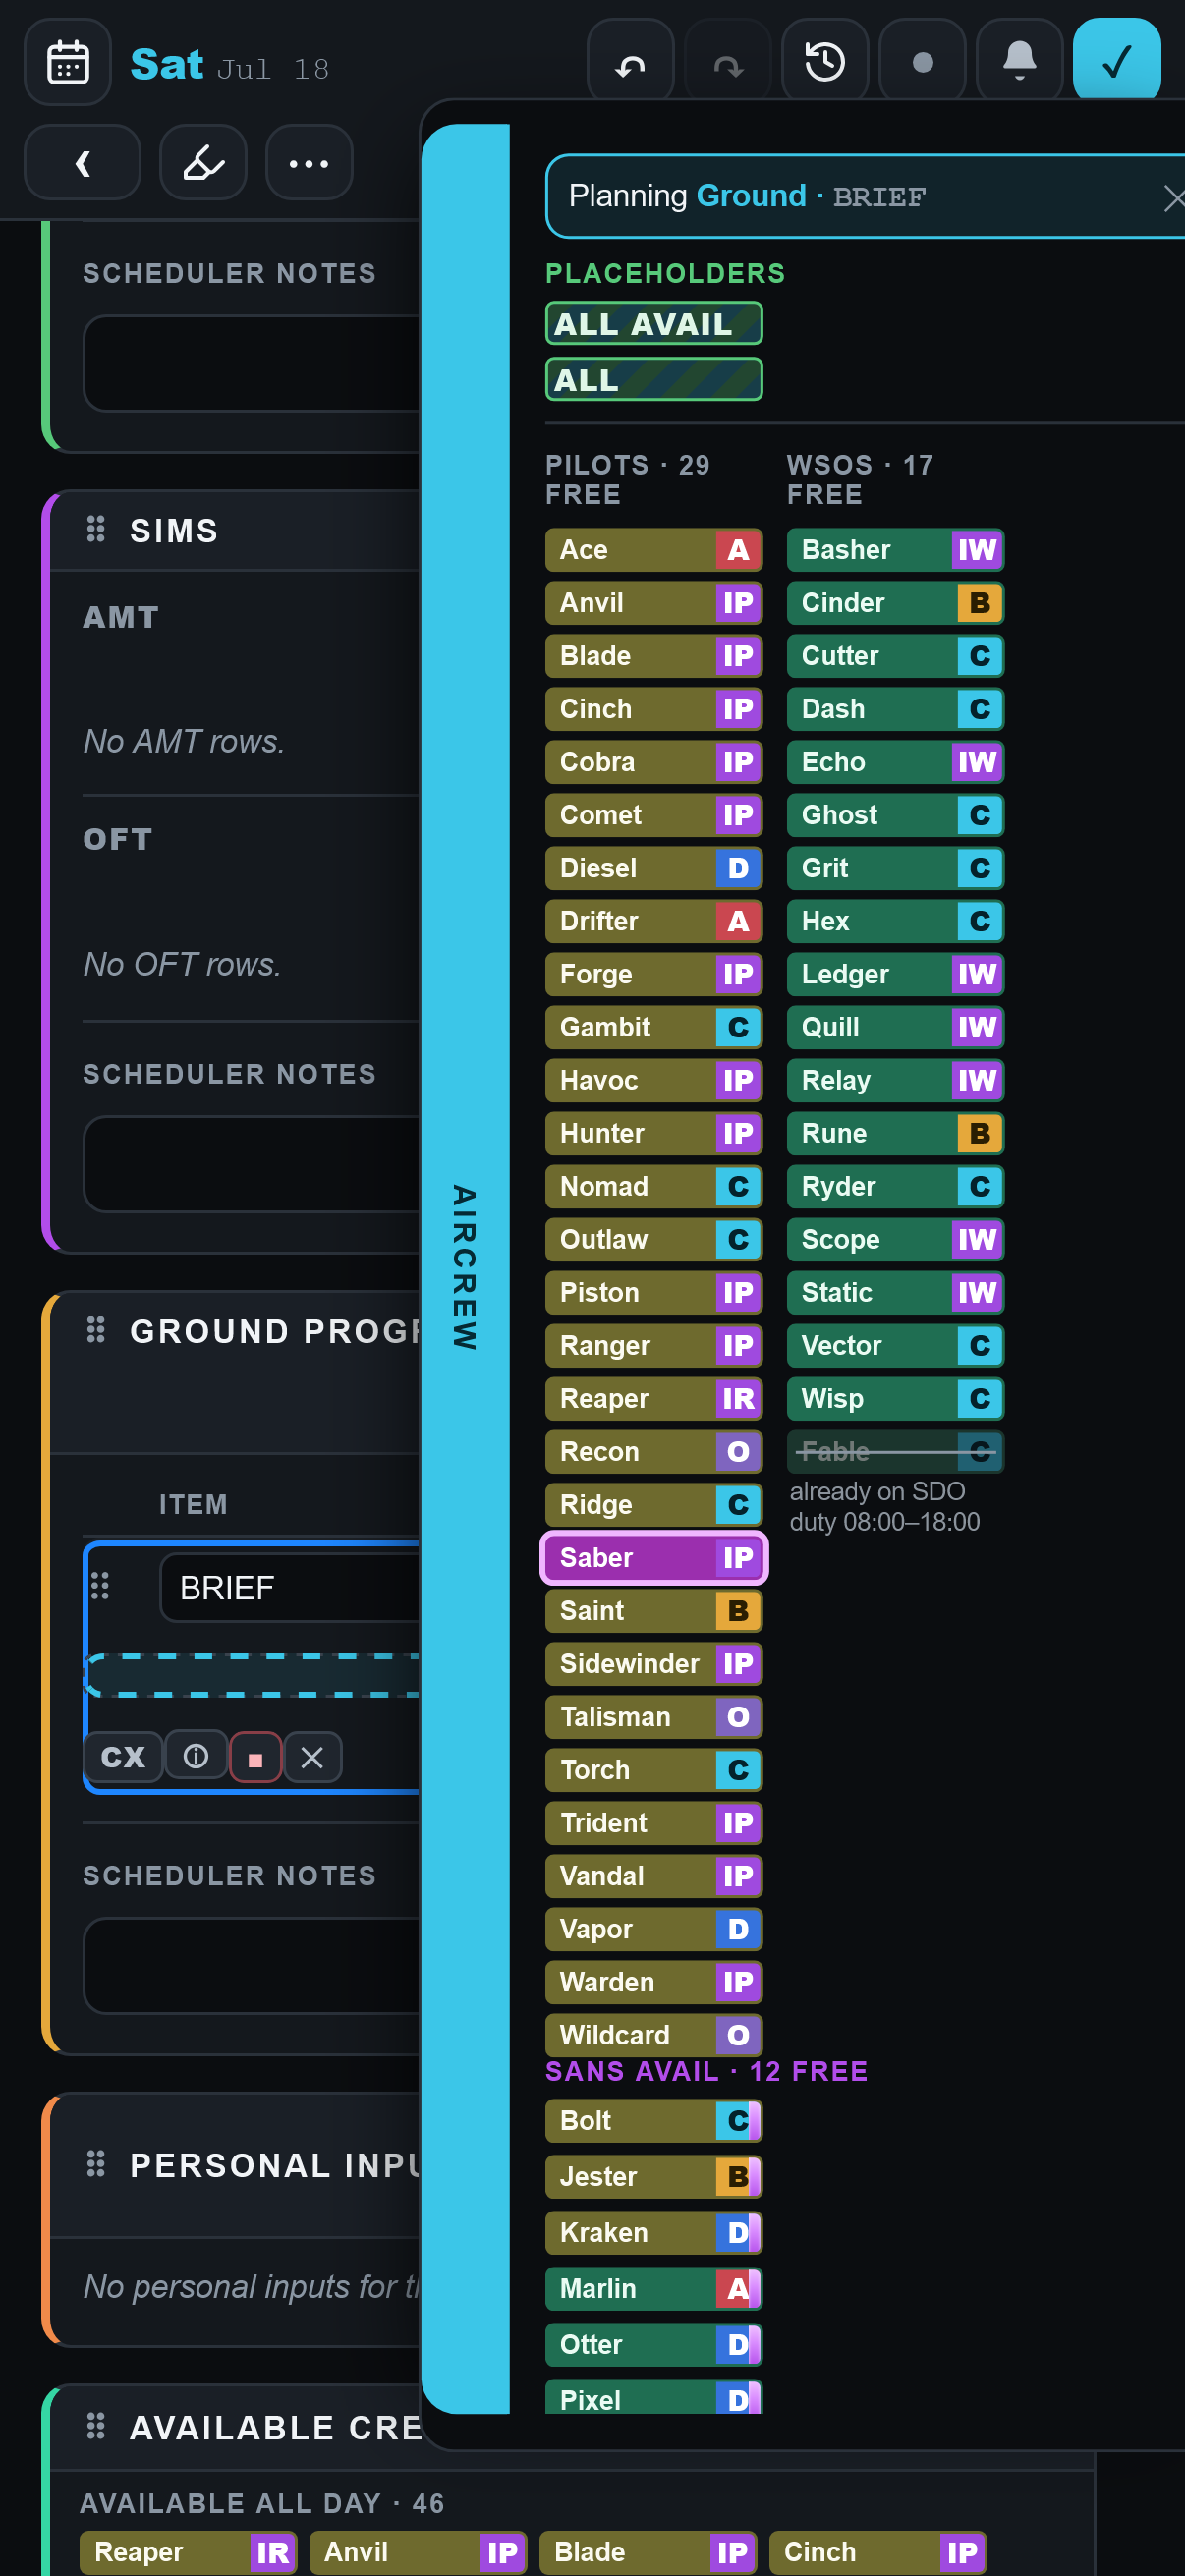 Sat Jul 18
Planning Ground · BRIEF
PLACEHOLDERS
ALL AVAIL
ALL
PILOTS · 29 FREE
Ace A
Anvil IP
Blade IP
Cinch IP
Cobra IP
Comet IP
Diesel D
Drifter A
Forge IP
Gambit C
Havoc IP
Hunter IP
Nomad C
Outlaw C
Piston IP
Ranger IP
Reaper IR
Recon O
Ridge C
Saber IP
Saint B
Sidewinder IP
Talisman O
Torch C
Trident IP
Vandal IP
Vapor D
Warden IP
Wildcard O
WSOS · 17 FREE
Basher IW
Cinder B
Cutter C
Dash C
Echo IW
Ghost C
Grit C
Hex C
Ledger IW
Quill IW
Relay IW
Rune B
Ryder C
Scope IW
Static IW
Vector C
Wisp C
Fable C
already on SDO
duty 08:00–18:00
SANS AVAIL · 12 FREE
Bolt C
Jester B
Kraken D
Marlin A
Otter D
Pixel D
AIRCREW
SCHEDULER NOTES
SIMS
AMT
No AMT rows.
OFT
No OFT rows.
SCHEDULER NOTES
GROUND
ITEM
BRIEF
CX
SCHEDULER NOTES
PERSONAL
No personal inputs for
AVAILABLE
AVAILABLE ALL DAY · 46
Reaper IR
Anvil IP
Blade IP
Cinch IP